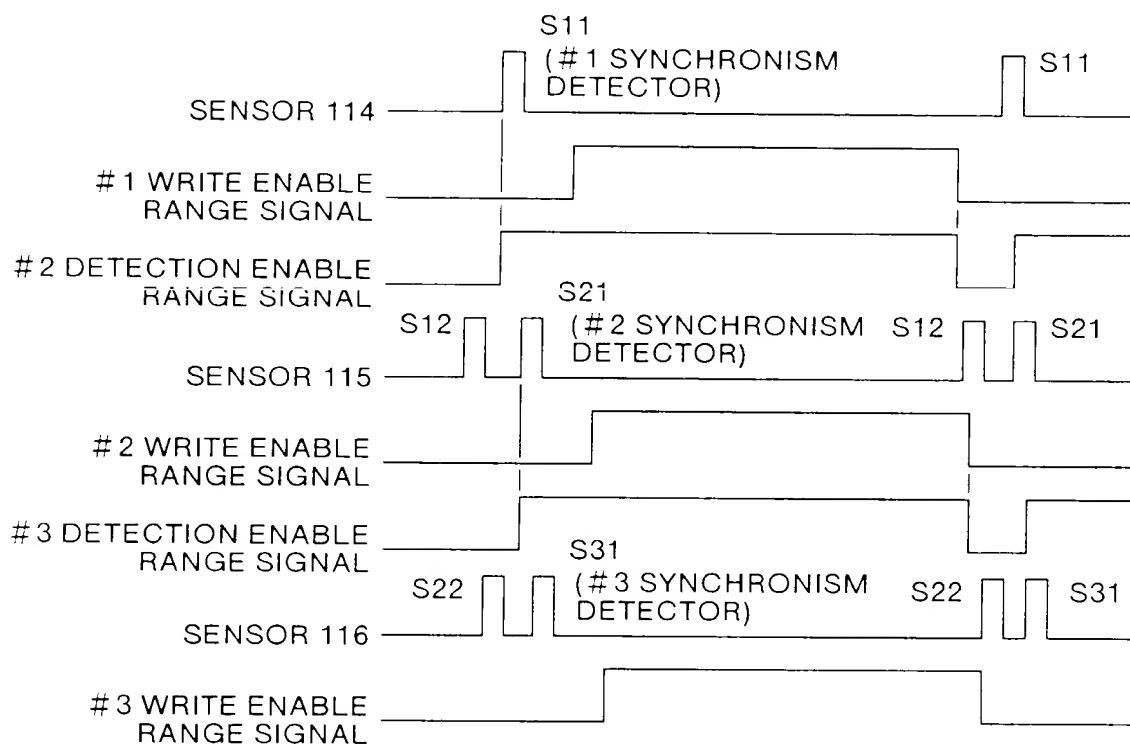 S11
(#1 SYNCHRONISM
DETECTOR)
S11
SENSOR 114
#1 WRITE ENABLE
RANGE SIGNAL
#2 DETECTION ENABLE
RANGE SIGNAL
S21
(#2 SYNCHRONISM
DETECTOR)
S12
S12
S21
SENSOR 115
#2 WRITE ENABLE
RANGE SIGNAL
#3 DETECTION ENABLE
RANGE SIGNAL
S31
(#3 SYNCHRONISM
DETECTOR)
S22
S22
S31
SENSOR 116
#3 WRITE ENABLE
RANGE SIGNAL